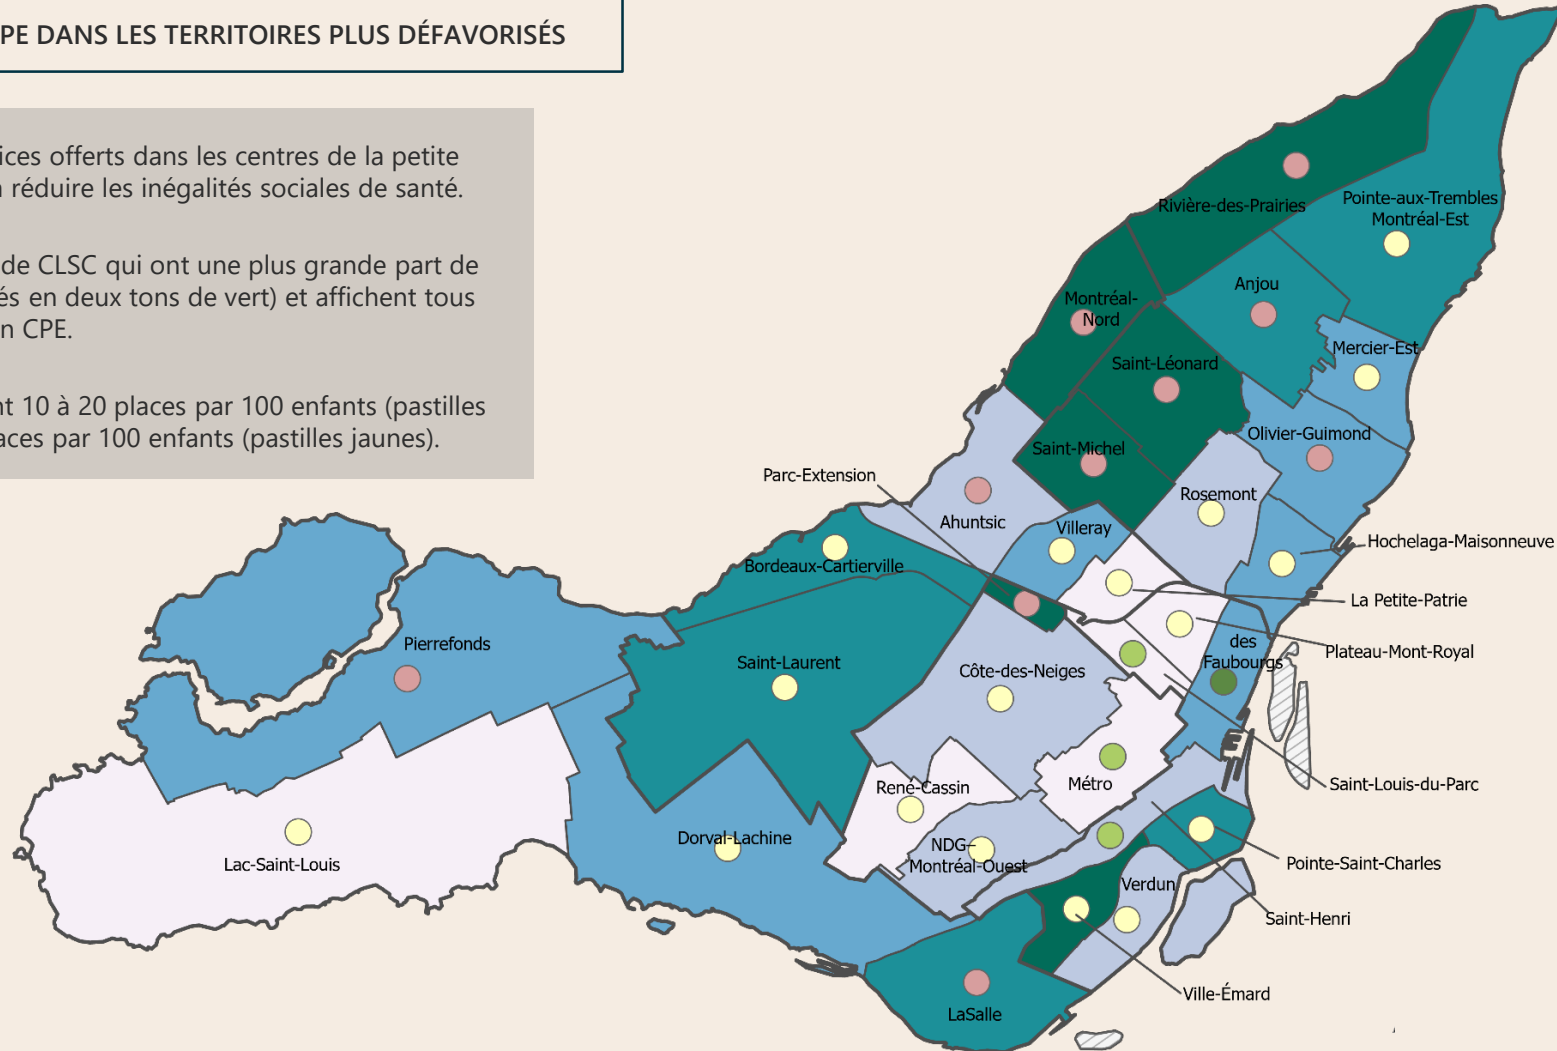 PE DANS LES TERRITOIRES PLUS DÉFAVORISÉS
ices offerts dans les centres de la petite
réduire les inégalités sociales de santé.
de CLSC qui ont une plus grande part de
és en deux tons de vert) et affichent tous
n CPE.
nt 10 à 20 places par 100 enfants (pastilles
aces par 100 enfants (pastilles jaunes).
Rivière-des-Prairies
Pointe-aux-Trembles
Montréal-Est
Anjou
Montréal-
Nord
Mercier-Est
Saint-Léonard
Olivier-Guimond
Saint-Michel
Parc-Extension
Rosemont
Ahuntsic
Villeray
Hochelaga-Maisonneuve
Bordeaux-Cartierville
La Petite-Patrie
Pierrefonds
des
Faubourgs
Plateau-Mont-Royal
Saint-Laurent
Côte-des-Neiges
Saint-Louis-du-Parc
Métro
René-Cassin
Dorval-Lachine
NDG–
Montréal-Ouest
Lac-Saint-Louis
Pointe-Saint-Charles
Verdun
Saint-Henri
Ville-Émard
LaSalle